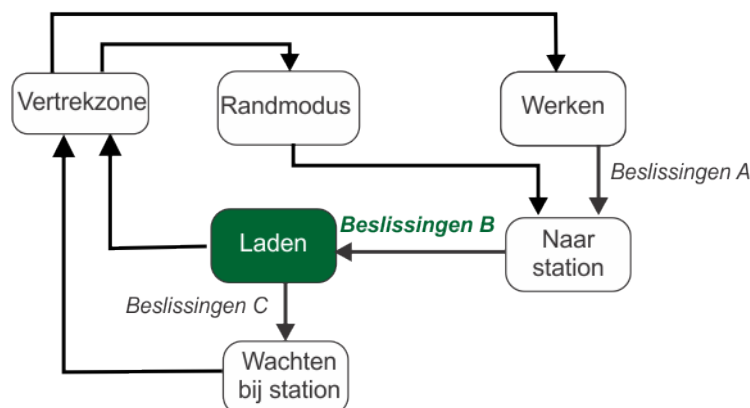 Vertrekzone
Randmodus
Werken
Beslissingen A
Beslissingen B
Laden
Naar
station
Beslissingen C
Wachten
bij station